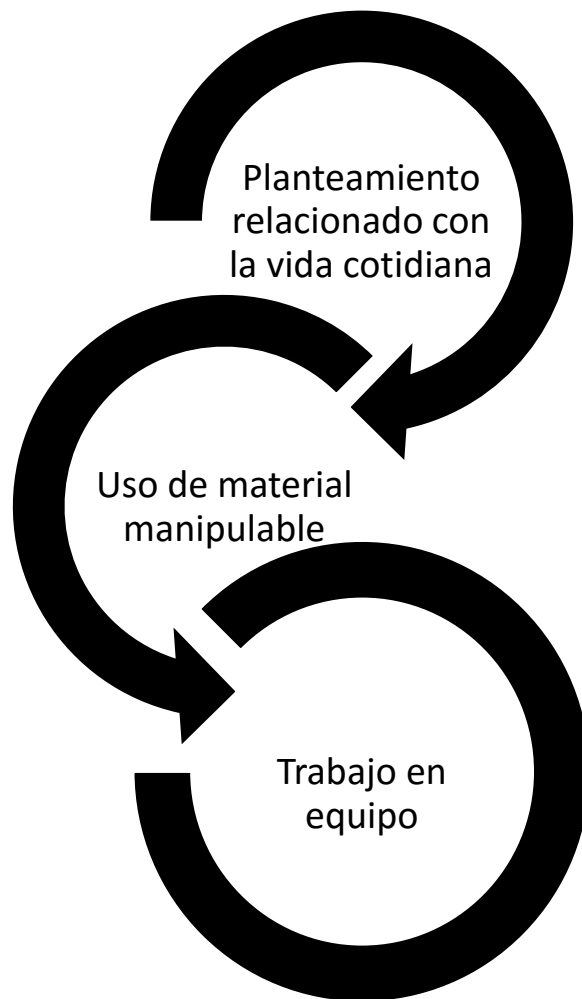 Planteamiento
relacionado con
la vida cotidiana
Uso de material
manipulable
Trabajo en
equipo